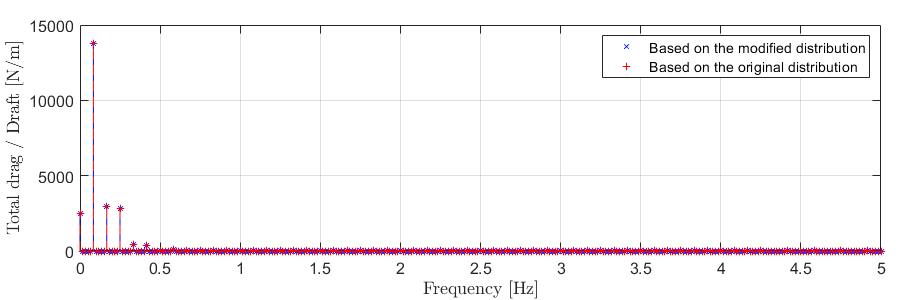 15000
10000
5000
0
Total drag / Draft [N/m]
Based on the modified distribution
Based on the original distribution
0 0.5 1 1.5 2 2.5 3 3.5 4 4.5 5
Frequency [Hz]